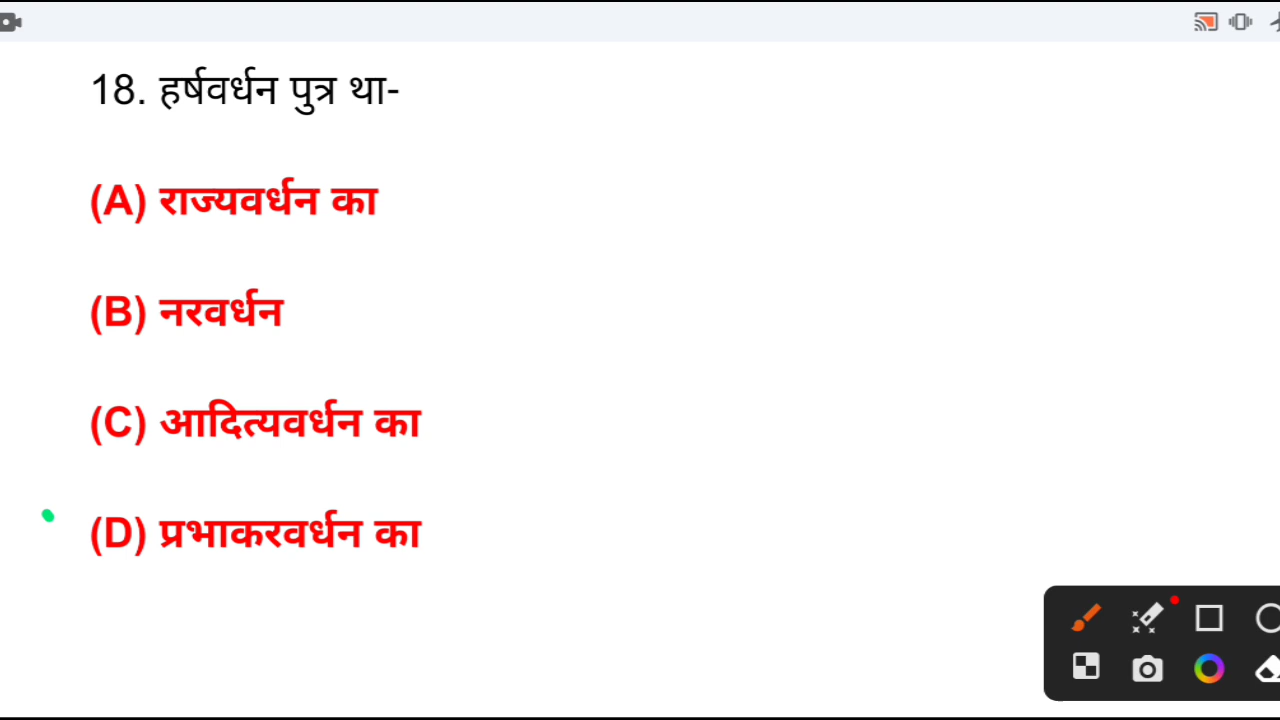 18. हर्षवर्धन पुत्र था-
(A) राज्यवर्धन का
(B) नरवर्धन
(C) आदित्यवर्धन का
(D) प्रभाकरवर्धन का